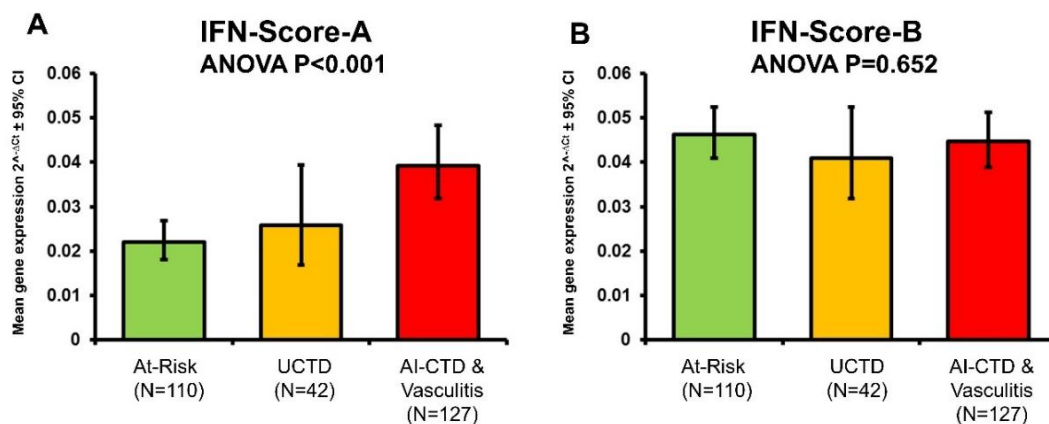 A
IFN-Score-A
ANOVA P<0.001
Mean gene expression 2^-ΔCt ± 95% CI
0.06
0.05
0.04
0.03
0.02
0.01
0
At-Risk
(N=110)
UCTD
(N=42)
AI-CTD &
Vasculitis
(N=127)
B
IFN-Score-B
ANOVA P=0.652
Mean gene expression 2^-ΔCt ± 95% CI
0.06
0.05
0.04
0.03
0.02
0.01
0
At-Risk
(N=110)
UCTD
(N=42)
AI-CTD &
Vasculitis
(N=127)